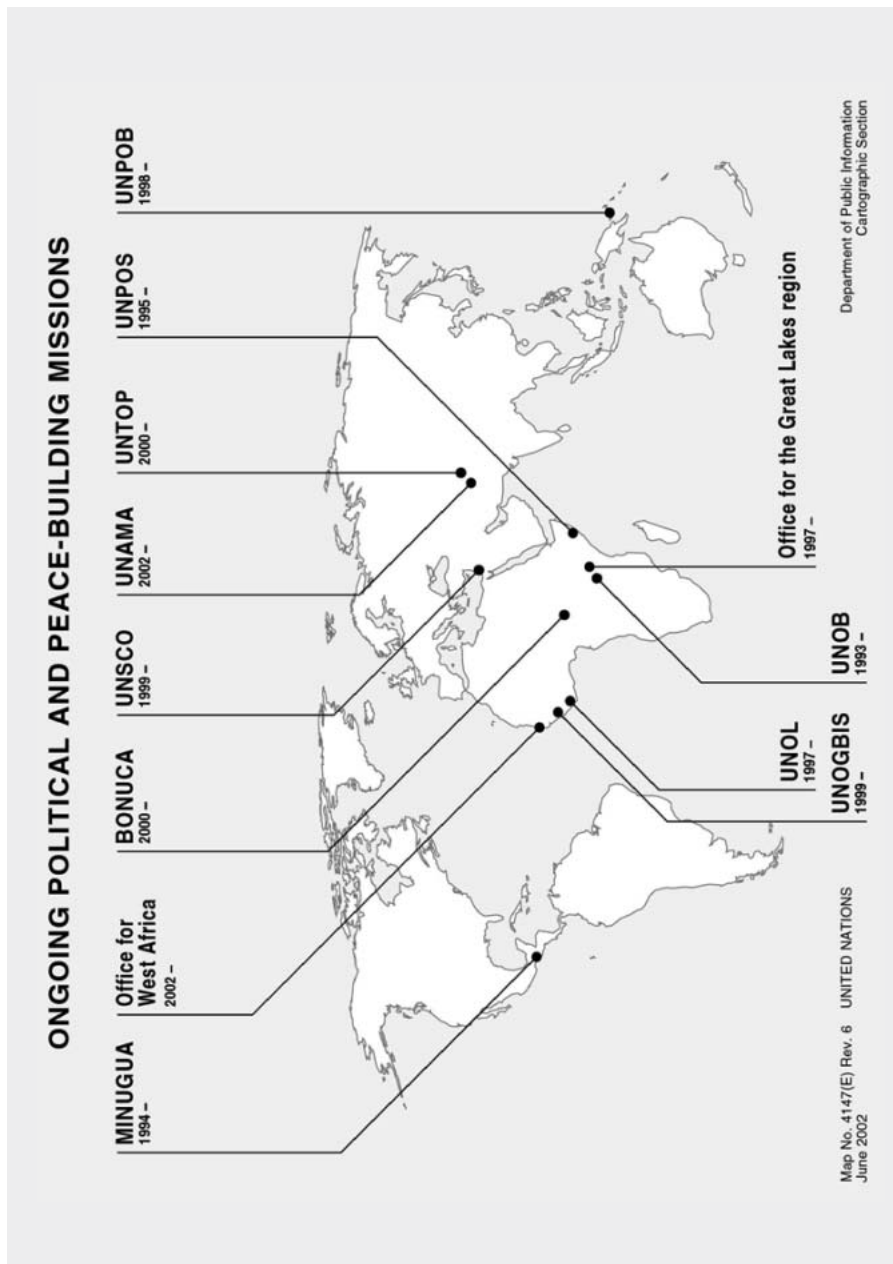 ONGOING POLITICAL AND PEACE-BUILDING MISSIONS
MINUGUA
1994 –
Office for
West Africa
2002 –
BONUCA
2000 –
UNSCO
1999 –
UNAMA
2002 –
UNTOP
2000 –
UNPOS
1995 –
UNPOB
1998 –
UNOL
1997 –
UNOGBIS
1999 –
UNOB
1993 –
Office for the Great Lakes region
1997 –
Map No. 4147(E) Rev. 6 UNITED NATIONS
June 2002
Department of Public Information
Cartographic Section